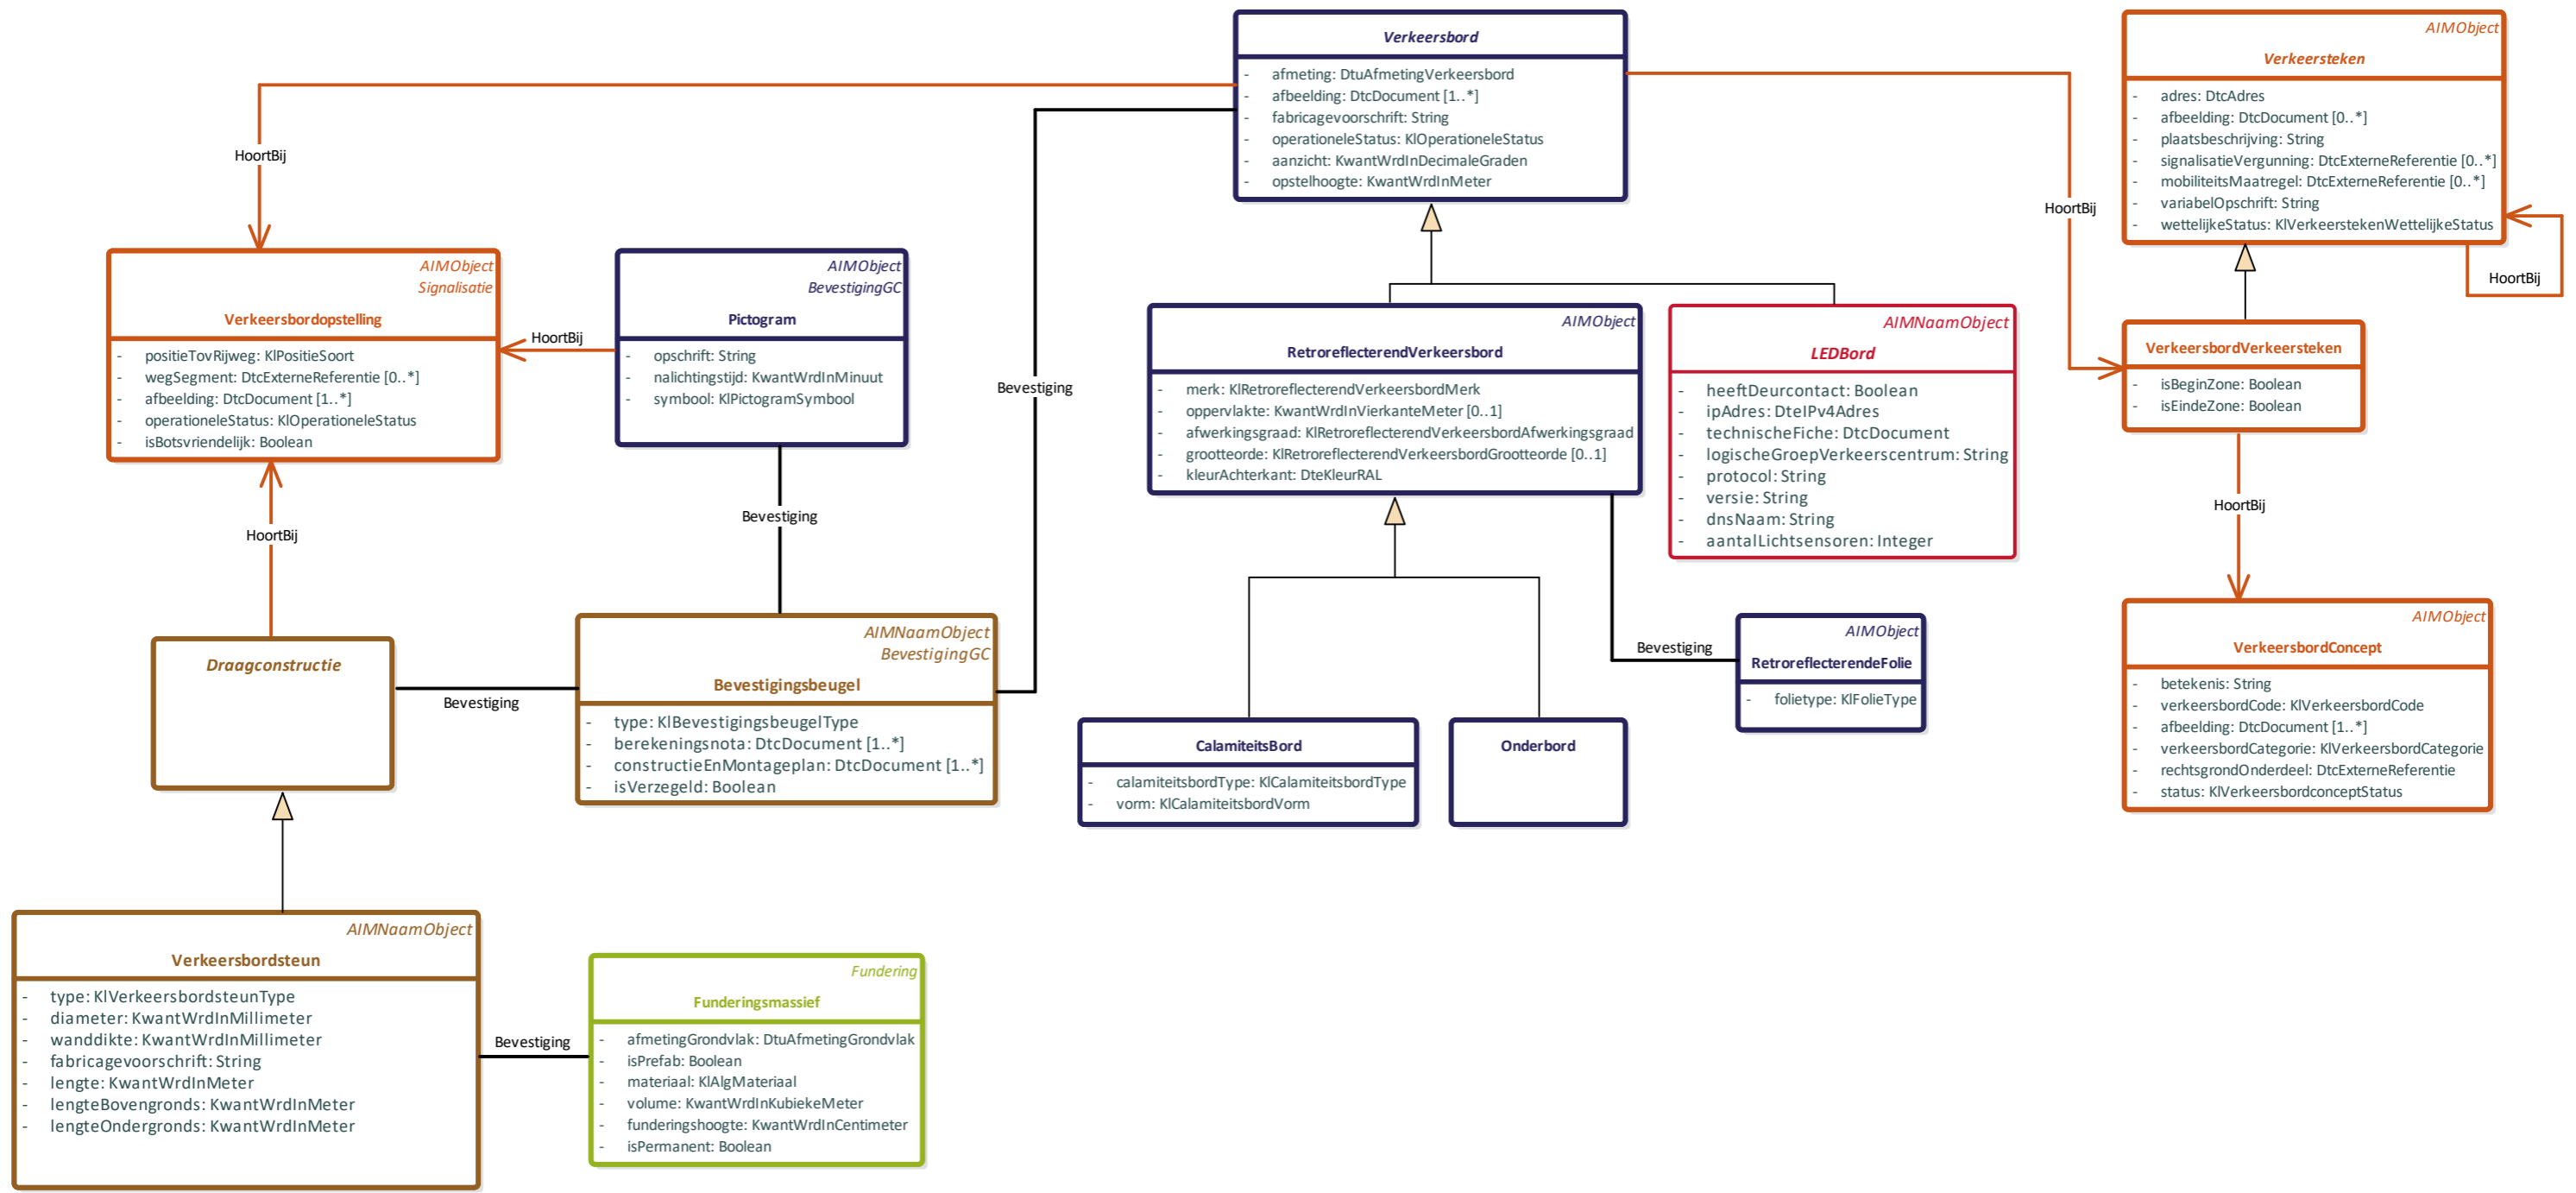 Verkeersbord
- afmeting: DtuAfmetingVerkeersbord
- afbeelding: DtcDocument [1..*]
- fabricagevoorschrift: String
- operationeleStatus: KlOperationeleStatus
- aanzicht: KwantWrdInDecimaleGraden
- opstelhoogte: KwantWrdInMeter
AIMObject
Verkeersteken
- adres: DtcAdres
- afbeelding: DtcDocument [0..*]
- plaatsbeschrijving: String
- signalisatieVergunning: DtcExterneReferentie [0..*]
- mobiliteitsMaatregel: DtcExterneReferentie [0..*]
- variabelOpschrift: String
- wettelijkeStatus: KlVerkeerstekenWettelijkeStatus
HoortBij
HoortBij
HoortBij
AIMObject
Signalisatie
Verkeersbordopstelling
- positieTovRijweg: KlPositieSoort
- wegSegment: DtcExterneReferentie [0..*]
- afbeelding: DtcDocument [1..*]
- operationeleStatus: KlOperationeleStatus
- isBotsvriendelijk: Boolean
HoortBij
AIMObject
BevestigingGC
Pictogram
- opschrift: String
- nalichtingstijd: KwantWrdInMinuut
- symbool: KlPictogramSymbool
Bevestiging
AIMObject
RetroreflecterendVerkeersbord
- merk: KlRetroreflecterendVerkeersbordMerk
- oppervlakte: KwantWrdInVierkanteMeter [0..1]
- afwerkingsgraad: KlRetroreflecterendVerkeersbordAfwerkingsgraad
- grootteorde: KlRetroreflecterendVerkeersbordGrootteorde [0..1]
- kleurAchterkant: DteKleurRAL
AIMNaamObject
LEDBord
- heeftDeurcontact: Boolean
- ipAdres: DteIPv4Adres
- technischeFiche: DtcDocument
- logischeGroepVerkeerscentrum: String
- protocol: String
- versie: String
- dnsNaam: String
- aantalLichtsensoren: Integer
VerkeersbordVerkeersteken
- isBeginZone: Boolean
- isEindeZone: Boolean
HoortBij
Bevestiging
HoortBij
Draagconstructie
Bevestiging
AIMNaamObject
BevestigingGC
Bevestigingsbeugel
- type: KlBevestigingsbeugelType
- berekeningsnota: DtcDocument [1..*]
- constructieEnMontageplan: DtcDocument [1..*]
- isVerzegeld: Boolean
Bevestiging
AIMObject
RetroreflecterendeFolie
- folietype: KlFolieType
AIMObject
VerkeersbordConcept
- betekenis: String
- verkeersbordCode: KlVerkeersbordCode
- afbeelding: DtcDocument [1..*]
- verkeersbordCategorie: KlVerkeersbordCategorie
- rechtsgrondOnderdeel: DtcExterneReferentie
- status: KlVerkeersbordconceptStatus
CalamiteitsBord
- calamiteitsbordType: KlCalamiteitsbordType
- vorm: KlCalamiteitsbordVorm
Onderbord
AIMNaamObject
Verkeersbordsteun
- type: KlVerkeersbordsteunType
- diameter: KwantWrdInMillimeter
- wanddikte: KwantWrdInMillimeter
- fabricagevoorschrift: String
- lengte: KwantWrdInMeter
- lengteBovengronds: KwantWrdInMeter
- lengteOndergronds: KwantWrdInMeter
Bevestiging
Fundering
Funderingsmassief
- afmetingGrondvlak: DtuAfmetingGrondvlak
- isPrefab: Boolean
- materiaal: KlAlgMateriaal
- volume: KwantWrdInKubiekeMeter
- funderingshoogte: KwantWrdInCentimeter
- isPermanent: Boolean